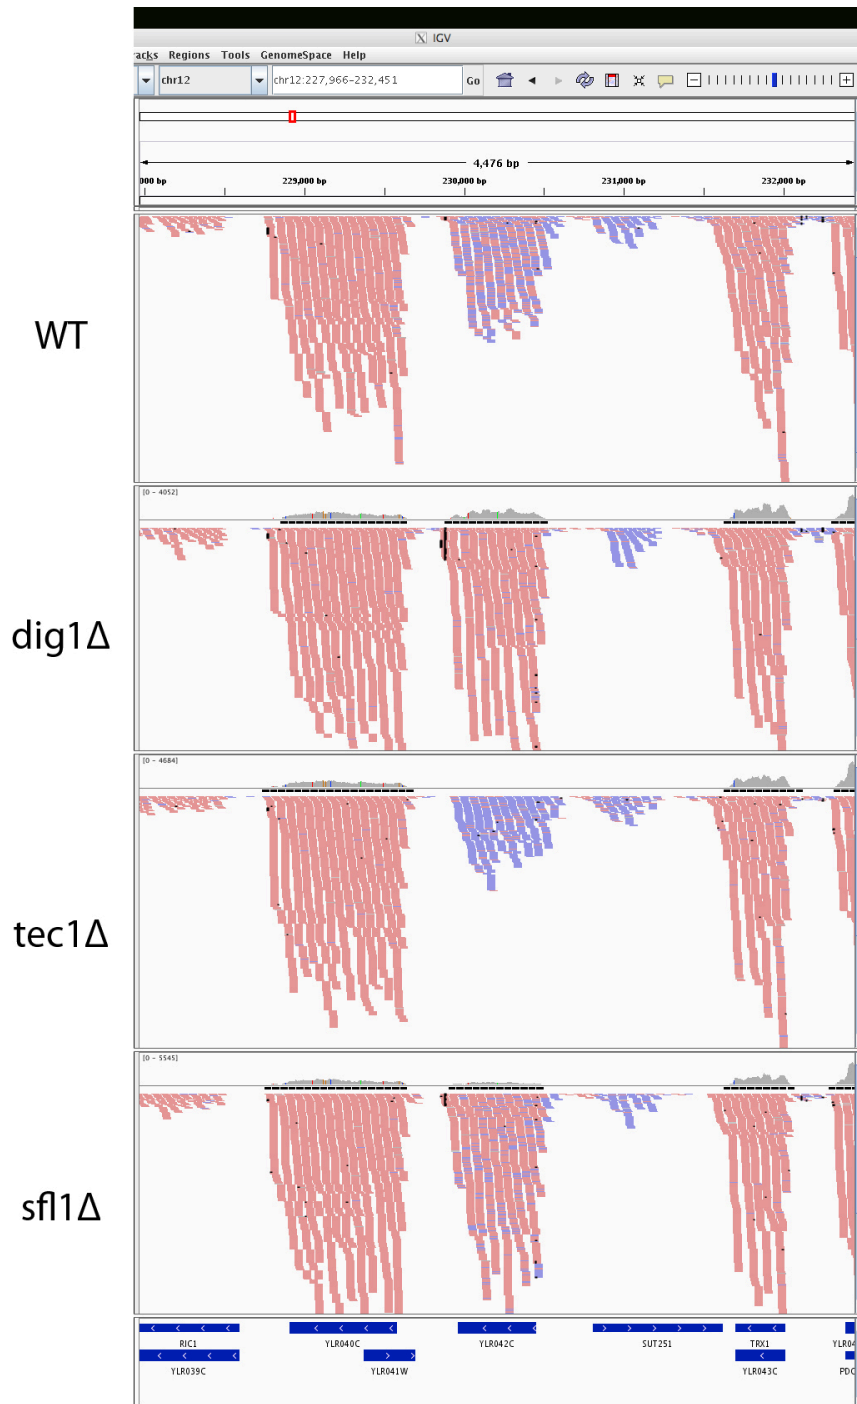 IGV
racks Regions Tools GenomeSpace Help
chr12 chr12:227,966-232,451 Go
4,476 bp
000 bp 229,000 bp 230,000 bp 231,000 bp 232,000 bp
WT
[0 - 4052]
dig1Δ
[0 - 4684]
tec1Δ
[0 - 5545]
sfl1Δ
RIC1 YLR040C YLR042C SUT251 TRX1 YLR04
YLR039C YLR041W YLR043C PDC